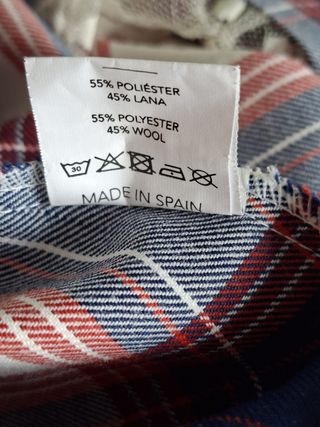 55% POLIÉSTER
45% LANA
55% POLYESTER
45% WOOL
30
MADE IN SPAIN